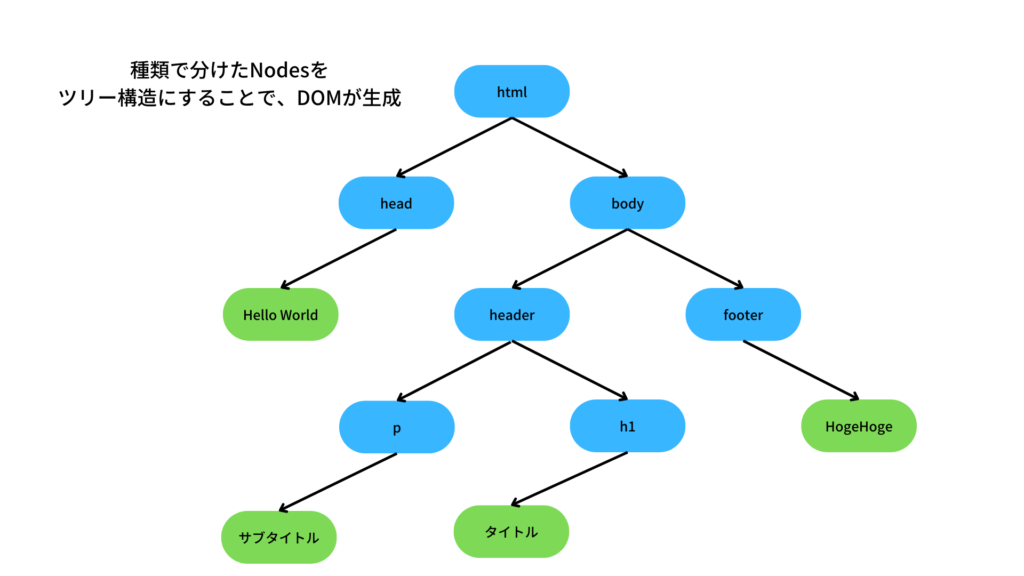 種類で分けたNodesを
ツリー構造にすることで、DOMが生成
html
head
body
Hello World
header
footer
p
h1
HogeHoge
サブタイトル
タイトル